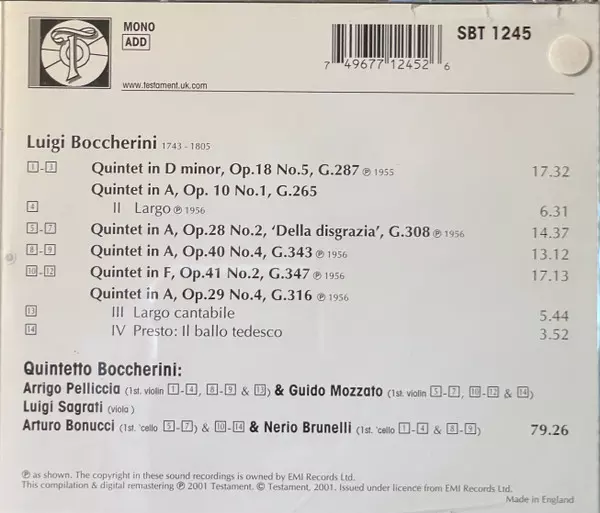 MONO
ADD
SBT 1245
7 49677 12452 6
www.testament.uk.com
Luigi Boccherini 1743 - 1805
1-3 Quintet in D minor, Op.18 No.5, G.287 ℗ 1955 17.32
Quintet in A, Op. 10 No.1, G.265
4 II Largo ℗ 1956 6.31
5-7 Quintet in A, Op.28 No.2, ‘Della disgrazia’, G.308 ℗ 1956 14.37
8-9 Quintet in A, Op.40 No.4, G.343 ℗ 1956 13.12
10-12 Quintet in F, Op.41 No.2, G.347 ℗ 1956 17.13
Quintet in A, Op.29 No.4, G.316 ℗ 1956
13 III Largo cantabile 5.44
14 IV Presto: Il ballo tedesco 3.52
Quintetto Boccherini:
Arrigo Pelliccia (1st. violin 1-4, 8-9 & 13) & Guido Mozzato (1st. violin 5-7, 10-12 & 14)
Luigi Sagrati (viola )
Arturo Bonucci (1st. ‘cello 5-7) & 10-14 & Nerio Brunelli (1st. ‘cello 1-4 & 8-9) 79.26
℗ as shown. The copyright in these sound recordings is owned by EMI Records Ltd.
This compilation & digital remastering ℗ 2001 Testament. © Testament, 2001. Issued under licence from EMI Records Ltd.
Made in England